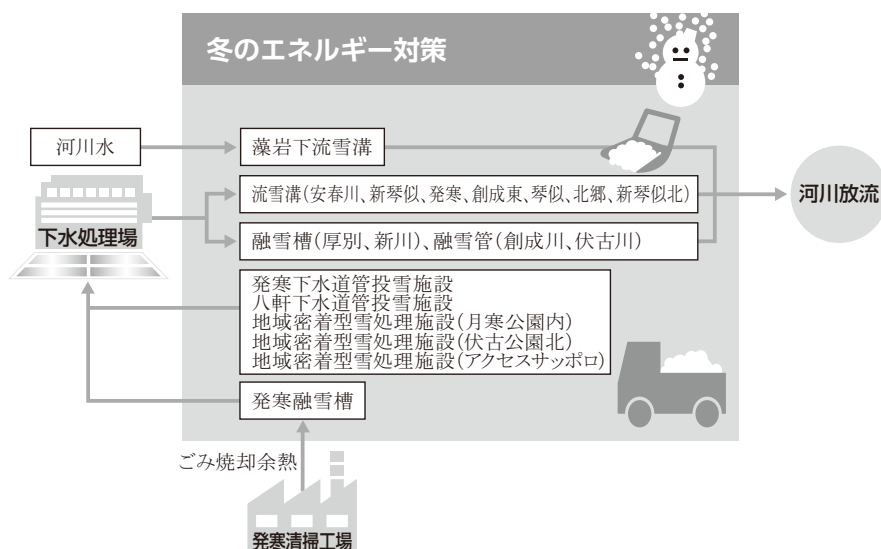 冬のエネルギー対策
河川水
藻岩下流雪溝
流雪溝(安春川、新琴似、発寒、創成東、琴似、北郷、新琴似北)
河川放流
下水処理場
融雪槽(厚別、新川)、融雪管(創成川、伏古川)
発寒下水道管投雪施設
八軒下水道管投雪施設
地域密着型雪処理施設(月寒公園内)
地域密着型雪処理施設(伏古公園北)
地域密着型雪処理施設(アクセスサッポロ)
発寒融雪槽
ごみ焼却余熱
発寒清掃工場